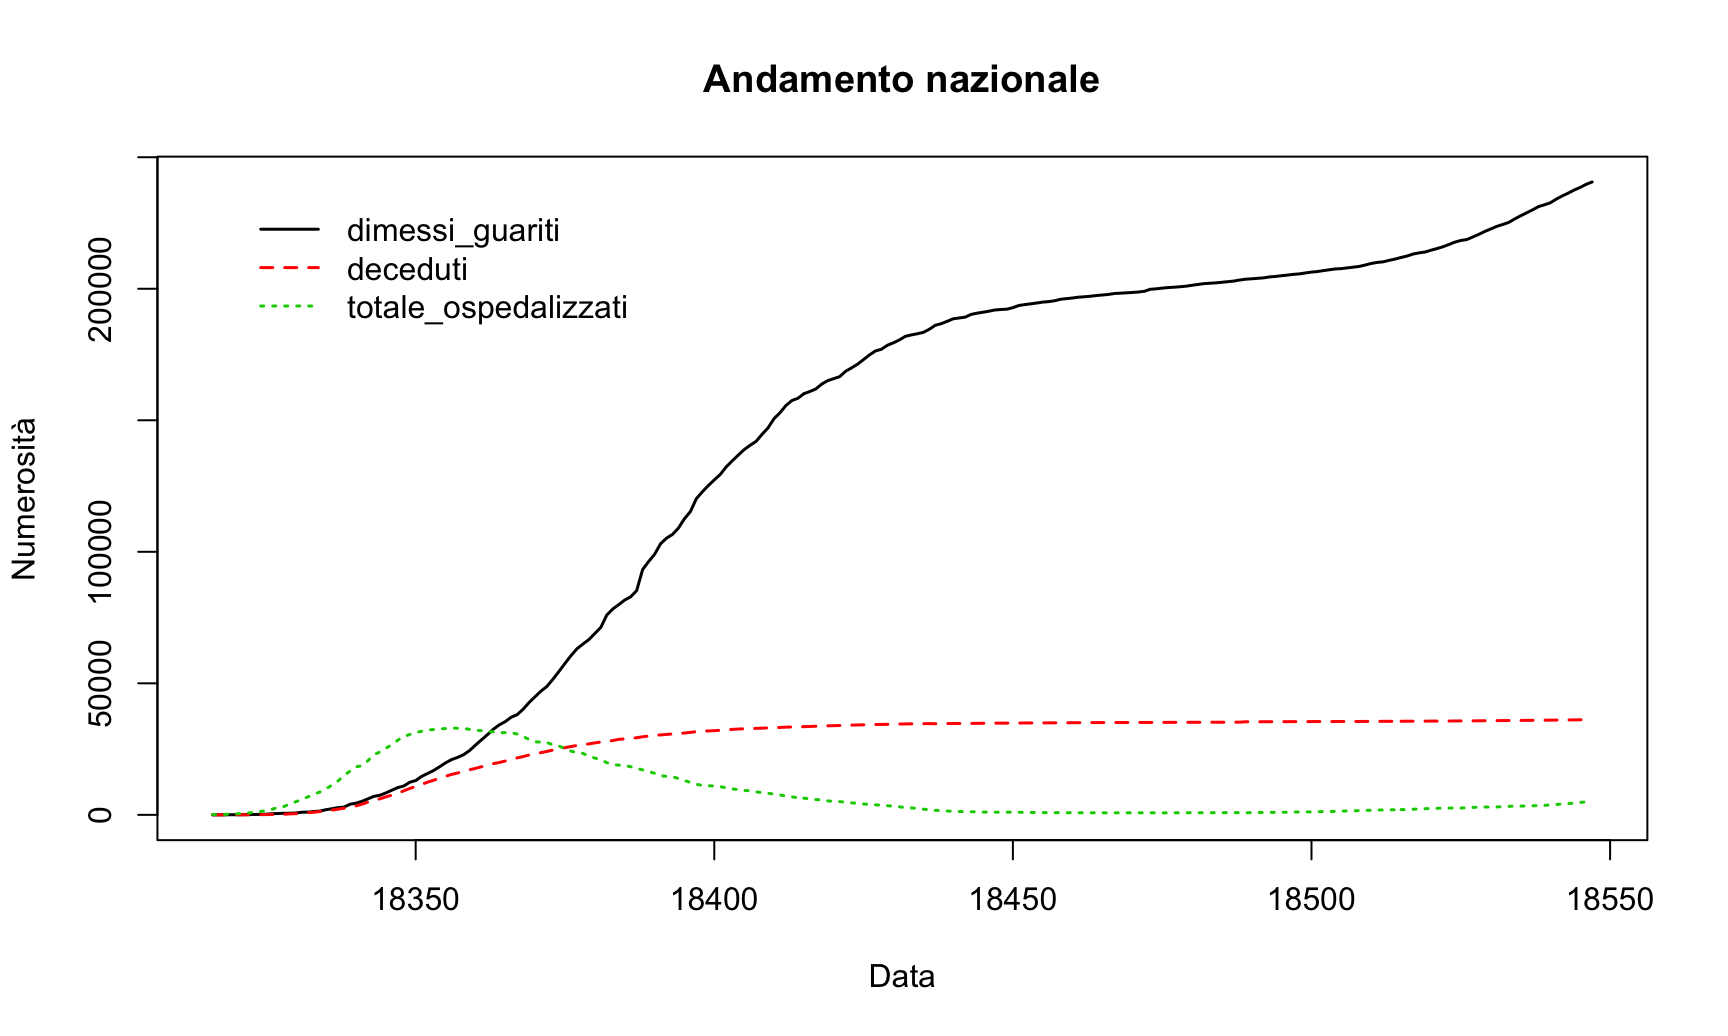 Andamento nazionale
dimessi_guariti
deceduti
totale_ospedalizzati
Numerosità
200000
100000
50000
0
18350 18400 18450 18500 18550
Data